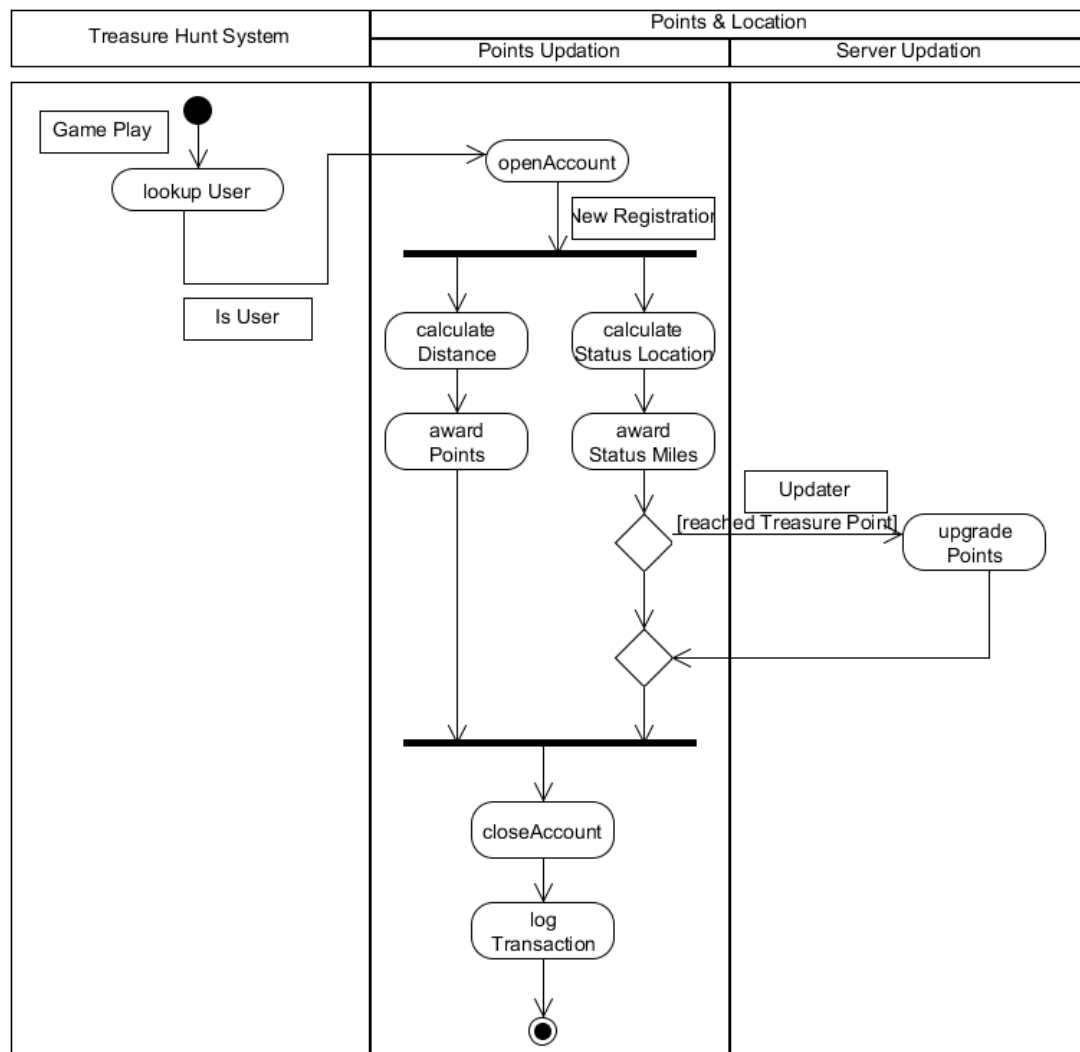 Treasure Hunt System
Points & Location
Points Updation
Server Updation
Game Play
lookup User
openAccount
New Registration
Is User
calculate
Distance
calculate
Status Location
award
Points
award
Status Miles
Updater
[reached Treasure Point]
upgrade
Points
closeAccount
log
Transaction